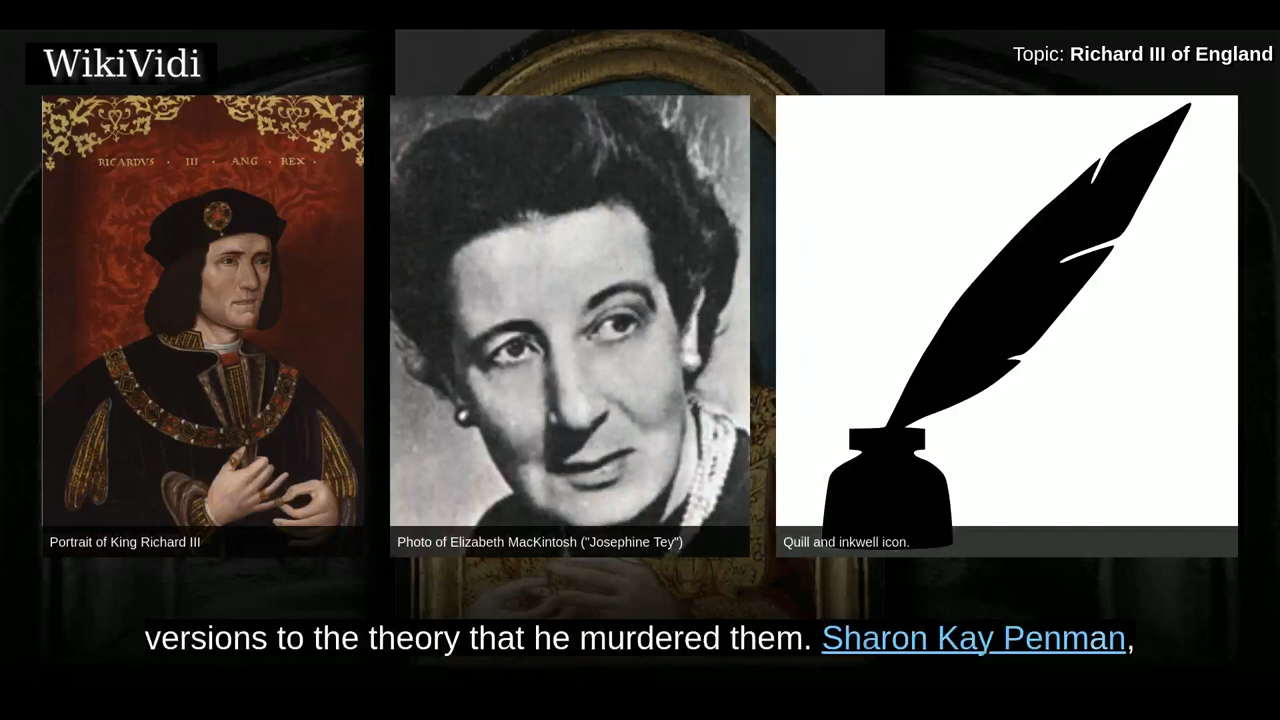 WikiVidi
Topic: Richard III of England
RICARDVS · III · ANG · REX ·
Portrait of King Richard III
Photo of Elizabeth MacKintosh ("Josephine Tey")
Quill and inkwell icon.
versions to the theory that he murdered them. Sharon Kay Penman,